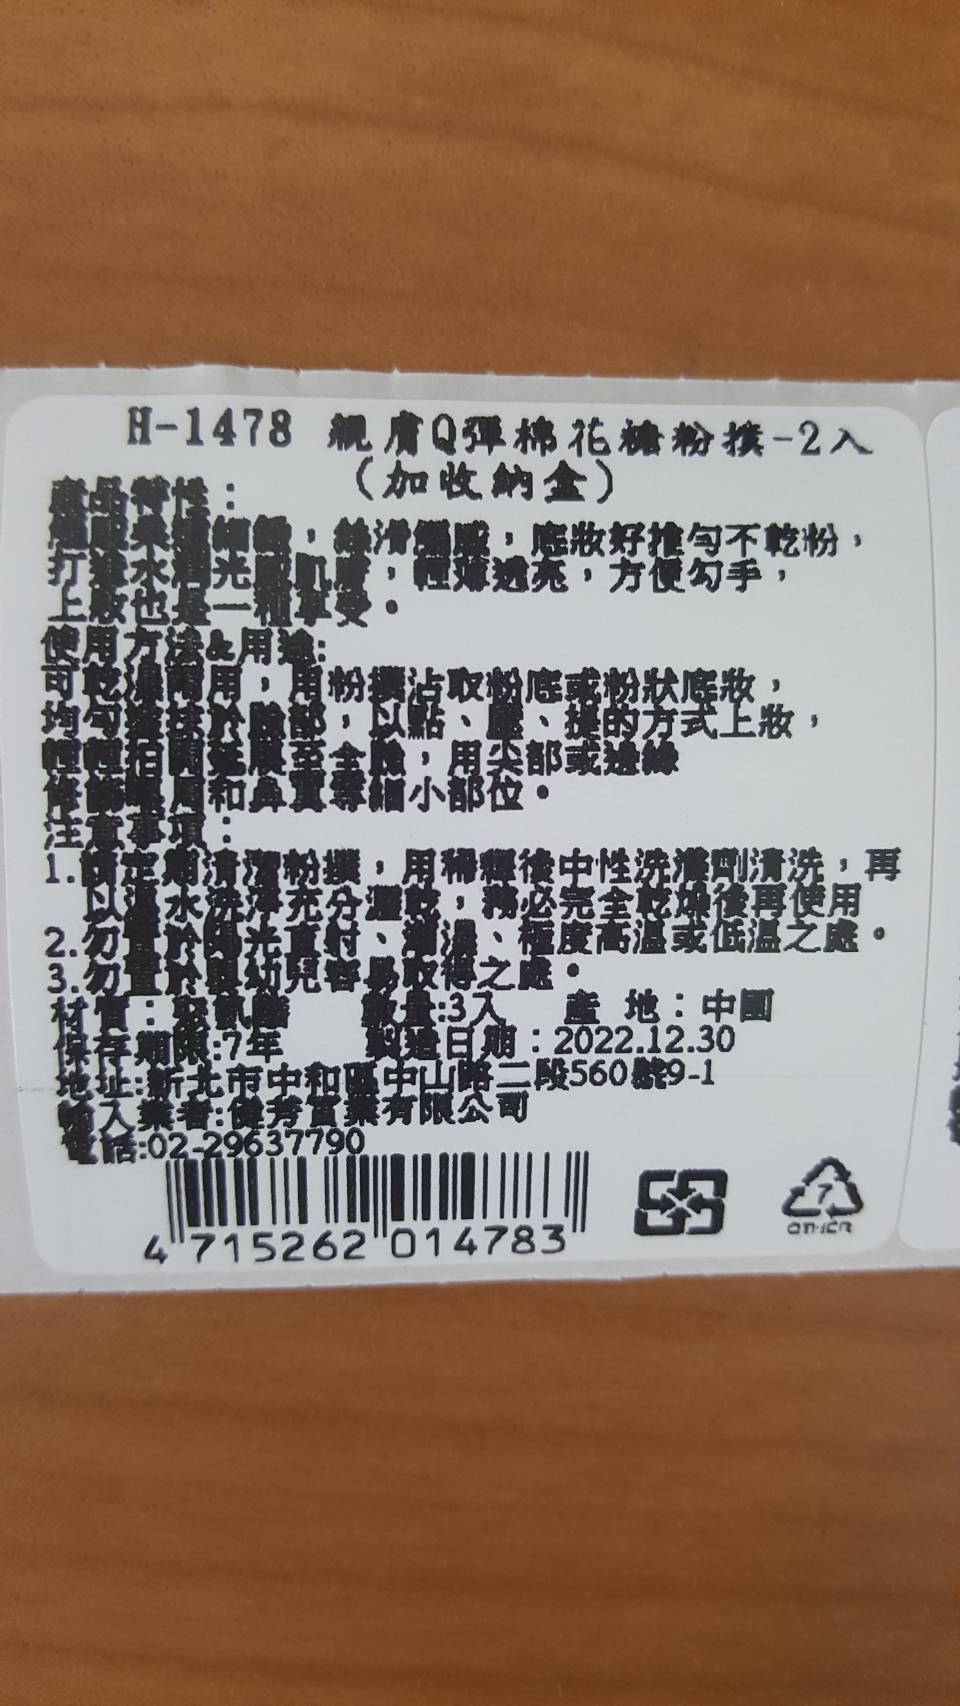 H-1478 親膚Q彈棉花糖粉撲-2入
(加收納盒)
產品特性：
觸感柔軟細緻，絲滑觸感，底妝好推勻不乾粉，
打造水潤光感肌膚，輕薄透亮，方便勾手，
上妝也是一種享受。
使用方法&用途:
可乾濕兩用，用粉撲沾取粉底或粉狀底妝，
均勻塗抹於臉部，以點、壓、揉的方式上妝，
輕輕拍開延展至全臉，用尖部或邊緣
修飾眼周和鼻翼等細小部位。
注意事項：
1.請定期清潔粉撲，用稀釋後中性洗滌劑清洗，再
以溫水洗淨充分瀝乾，務必完全乾燥後再使用
2.勿置於陽光直射、潮濕、極度高溫或低溫之處。
3.勿置於嬰幼兒容易取得之處。
材質：聚氨酯 數量:3入 產 地：中國
保存期限:7年 製造日期：2022.12.30
地址:新北市中和區中山路二段560號9-1
輸入業者:健芳實業有限公司
電話:02-29637790
4 715262 014783
7